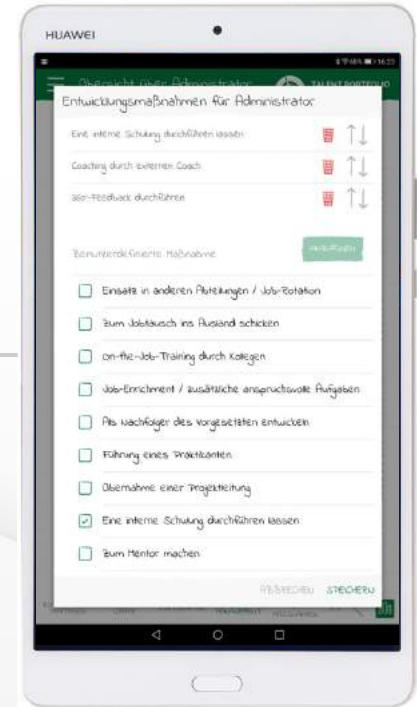 HUAWEI
16:23
Übersicht über Administrator
TALENT PORTFOLIO
Entwicklungsmaßnahmen für Administrator
Eine interne Schulung durchführen lassen
Coaching durch externen Coach
360°-Feedback durchführen
Benutzerdefinierte Maßnahme
HINZUFÜGEN
Einsatz in anderen Abteilungen / Job-Rotation
Zum Jobtausch ins Ausland schicken
On-the-Job-Training durch Kollegen
Job-Enrichment / zusätzliche anspruchsvolle Aufgaben
Als Nachfolger des Vorgesetzten entwickeln
Führung eines Praktikanten
Übernahme einer Projektleitung
Eine interne Schulung durchführen lassen
Zum Mentor machen
ABBRECHEN SPEICHERN